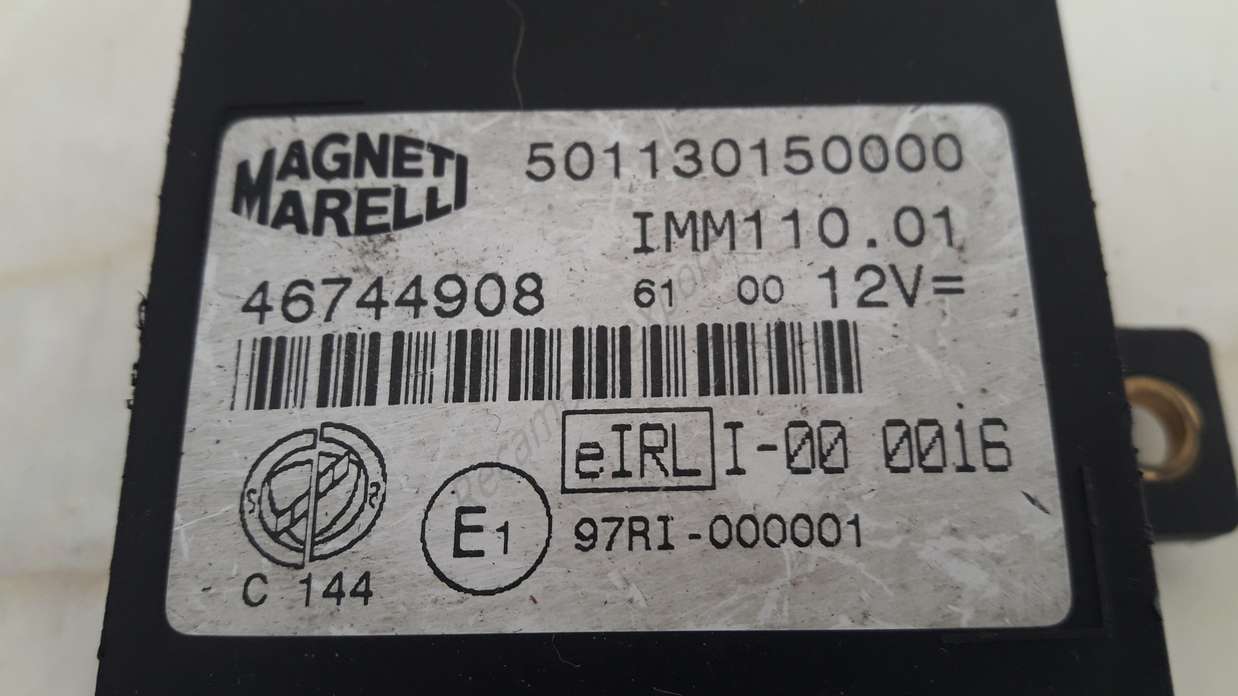 MAGNETI
MARELLI
501130150000
IMM110.01
46744908 61 00 12V=
eIRL I-00 0016
S R
E1
97RI-000001
C 144